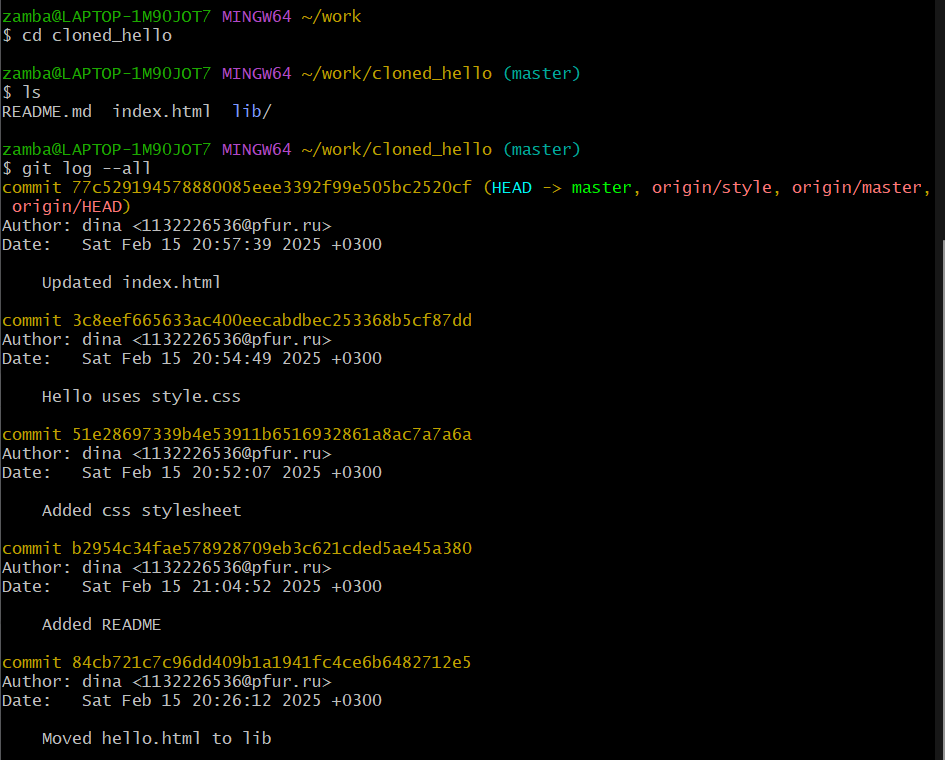 zamba@LAPTOP-1M90JOT7 MINGW64 ~/work
$ cd cloned_hello
zamba@LAPTOP-1M90JOT7 MINGW64 ~/work/cloned_hello (master)
$ ls
README.md  index.html  lib/
zamba@LAPTOP-1M90JOT7 MINGW64 ~/work/cloned_hello (master)
$ git log --all
commit 77c529194578880085eee3392f99e505bc2520cf (HEAD -> master, origin/style, origin/master,
 origin/HEAD)
Author: dina <1132226536@pfur.ru>
Date:   Sat Feb 15 20:57:39 2025 +0300
    Updated index.html
commit 3c8eef665633ac400eecabdbec253368b5cf87dd
Author: dina <1132226536@pfur.ru>
Date:   Sat Feb 15 20:54:49 2025 +0300
    Hello uses style.css
commit 51e28697339b4e53911b6516932861a8ac7a7a6a
Author: dina <1132226536@pfur.ru>
Date:   Sat Feb 15 20:52:07 2025 +0300
    Added css stylesheet
commit b2954c34fae578928709eb3c621cded5ae45a380
Author: dina <1132226536@pfur.ru>
Date:   Sat Feb 15 21:04:52 2025 +0300
    Added README
commit 84cb721c7c96dd409b1a1941fc4ce6b6482712e5
Author: dina <1132226536@pfur.ru>
Date:   Sat Feb 15 20:26:12 2025 +0300
    Moved hello.html to lib